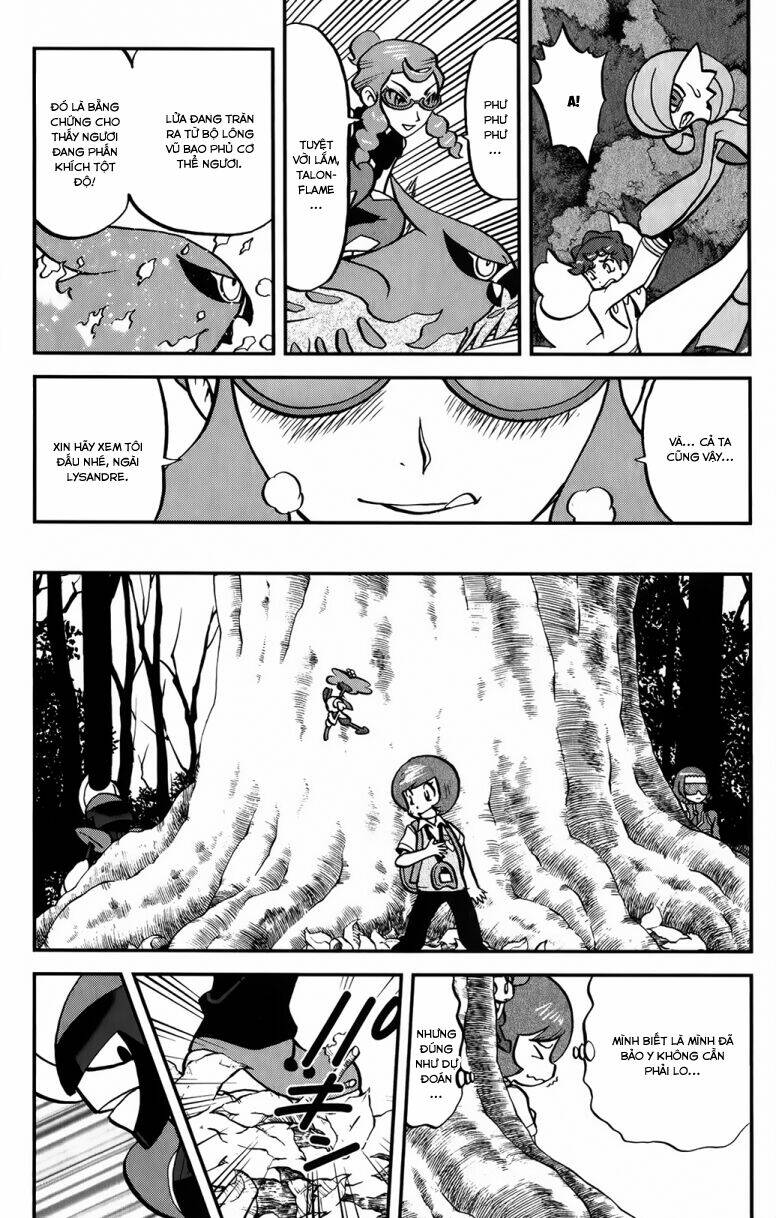 A!
PHƯ
PHƯ
PHƯ
...
TUYỆT
VỜI LẮM,
TALON-
FLAME
...
LỬA ĐANG TRÀN
RA TỪ BỘ LÔNG
VŨ BAO PHỦ CƠ
THỂ NGƯƠI.
ĐÓ LÀ BẰNG
CHỨNG CHO
THẤY NGƯƠI
ĐANG PHẤN
KHÍCH TỘT
ĐỘ!
VÀ... CẢ TA
CŨNG VẬY...
XIN HÃY XEM TÔI
ĐẤU NHÉ, NGÀI
LYSANDRE.
MÌNH BIẾT LÀ MÌNH ĐÃ
BẢO Y KHÔNG CẦN
PHẢI LO...
NHƯNG
ĐÚNG
NHƯ DỰ
ĐOÁN
...